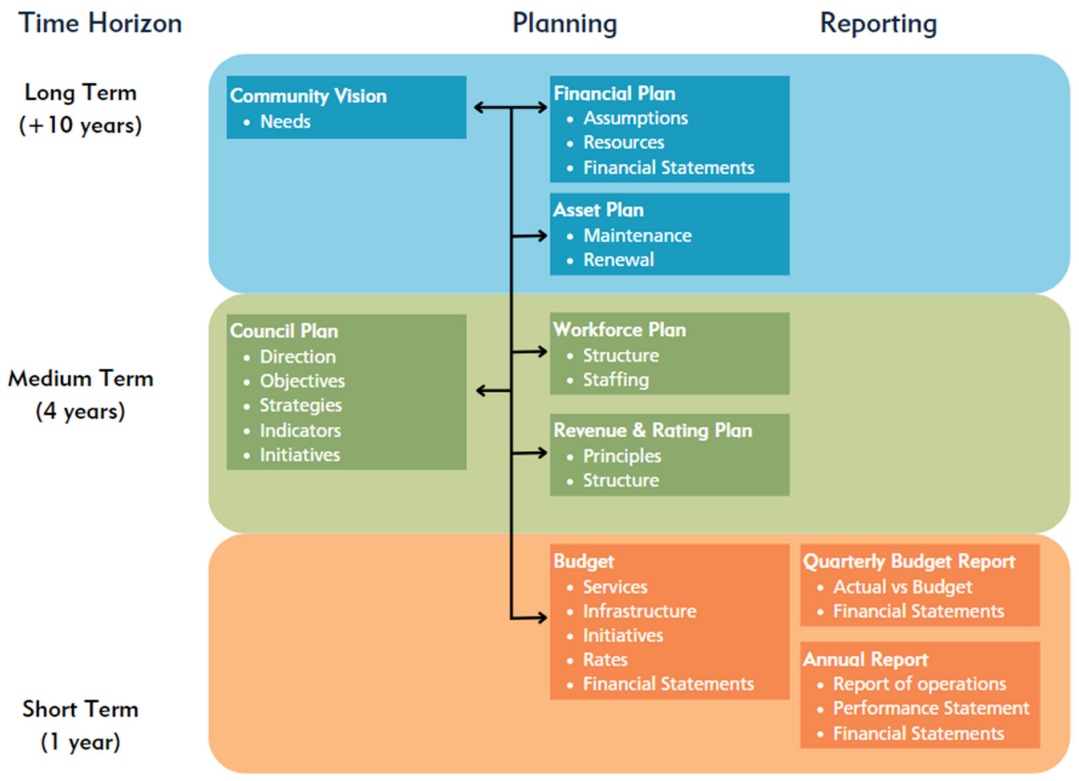 Time Horizon
Planning
Reporting
Long Term
(+10 years)
Community Vision
• Needs
Financial Plan
• Assumptions
• Resources
• Financial Statements
Asset Plan
• Maintenance
• Renewal
Medium Term
(4 years)
Council Plan
• Direction
• Objectives
• Strategies
• Indicators
• Initiatives
Workforce Plan
• Structure
• Staffing
Revenue & Rating Plan
• Principles
• Structure
Short Term
(1 year)
Budget
• Services
• Infrastructure
• Initiatives
• Rates
• Financial Statements
Quarterly Budget Report
• Actual vs Budget
• Financial Statements
Annual Report
• Report of operations
• Performance Statement
• Financial Statements